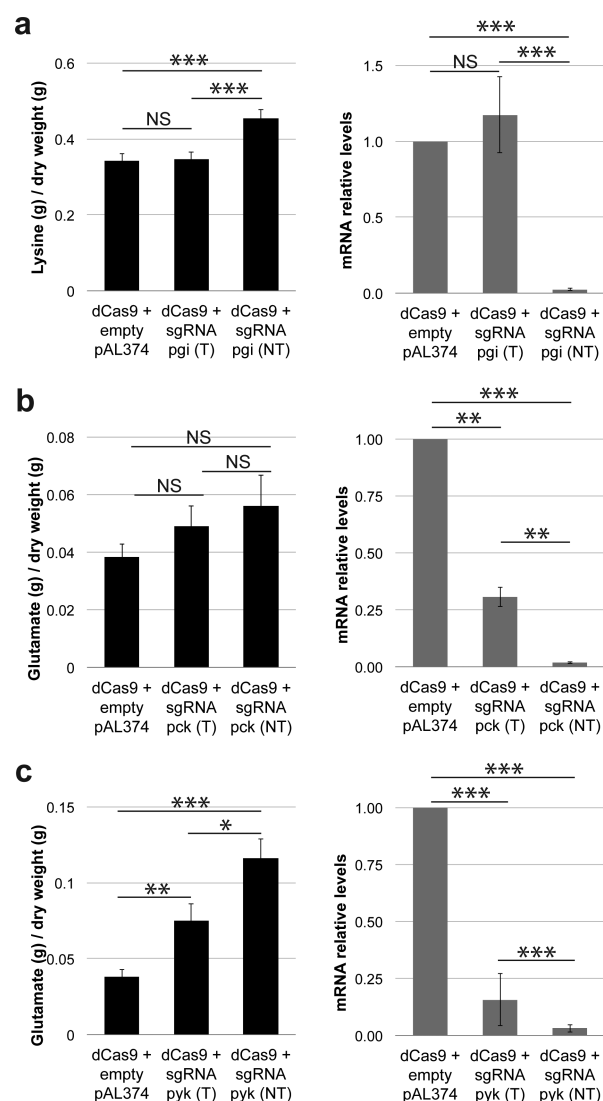 a
Lysine (g) / dry weight (g)
0.6
0.4
0.2
0
***
***
NS
dCas9 +
empty
pAL374
dCas9 +
sgRNA
pgi (T)
dCas9 +
sgRNA
pgi (NT)
mRNA relative levels
1.5
1.0
0.5
0.0
***
NS
***
dCas9 +
empty
pAL374
dCas9 +
sgRNA
pgi (T)
dCas9 +
sgRNA
pgi (NT)
b
Glutamate (g) / dry weight (g)
0.08
0.06
0.04
0.02
0
NS
NS
NS
dCas9 +
empty
pAL374
dCas9 +
sgRNA
pck (T)
dCas9 +
sgRNA
pck (NT)
mRNA relative levels
1.00
0.75
0.50
0.25
0.00
***
**
**
dCas9 +
empty
pAL374
dCas9 +
sgRNA
pck (T)
dCas9 +
sgRNA
pck (NT)
c
Glutamate (g) / dry weight (g)
0.15
0.1
0.05
0
***
*
**
dCas9 +
empty
pAL374
dCas9 +
sgRNA
pyk (T)
dCas9 +
sgRNA
pyk (NT)
mRNA relative levels
1.00
0.75
0.50
0.25
0.00
***
***
***
dCas9 +
empty
pAL374
dCas9 +
sgRNA
pyk (T)
dCas9 +
sgRNA
pyk (NT)